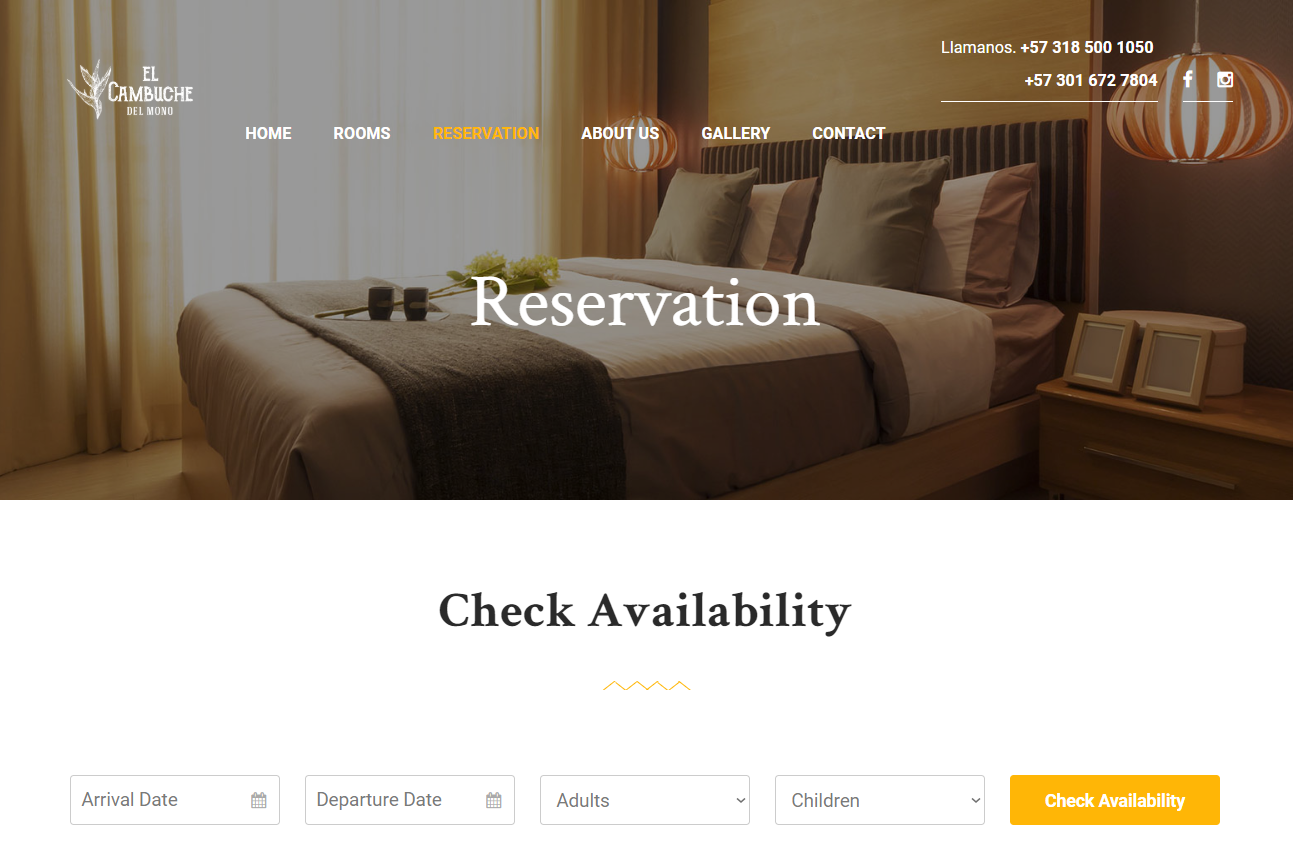 Llamanos. +57 318 500 1050
+57 301 672 7804
EL
CAMBUCHE
DEL MONO
HOME ROOMS RESERVATION ABOUT US GALLERY CONTACT
Reservation
Check Availability
Arrival Date Departure Date Adults Children Check Availability